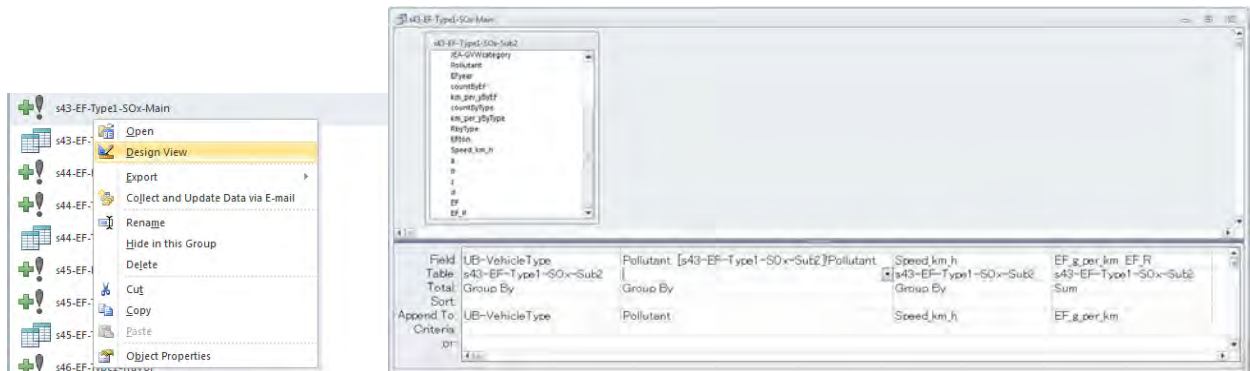 s43-EF-Type1-SOx-Main
s43-EF-
Open
Design View
s44-EF-
Export
s44-EF-
Collect and Update Data via E-mail
s44-EF-
Rename
Hide in this Group
s45-EF-
Delete
s45-EF-
Cut
Copy
s45-EF-
Paste
Object Properties
s46-EF-
s43-EF-Type1-SOx-Main
s43-EF-Type1-SOx-Sub2
JEA-GVWcategory
Pollutant
EFyear
countByEF
km_per_yByEF
countByType
km_per_yByType
RbyType
Speed_km_h
a
EF
EF_R
Field: UB-VehicleType Pollutant: [s43-EF-Type1-SOx-Sub2]!Pollutant Speed_km_h EF_g_per_km: EF_R
Table: s43-EF-Type1-SOx-Sub2 s43-EF-Type1-SOx-Sub2 s43-EF-Type1-SOx-Sub2
Total: Group By Group By Group By Sum
Sort:
Append To: UB-VehicleType Pollutant Speed_km_h EF_g_per_km
Criteria:
or: